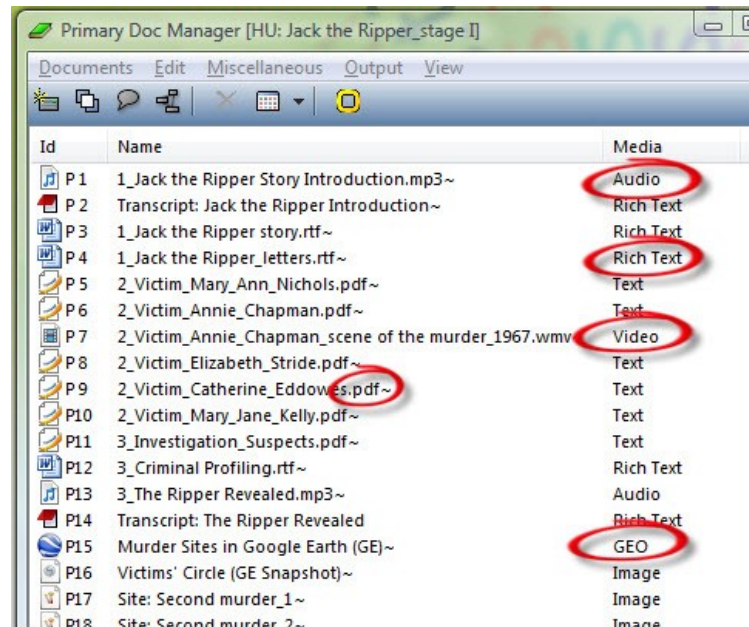 Primary Doc Manager [HU: Jack the Ripper_stage I]
Documents Edit Miscellaneous Output View
Id Name Media
P 1 1_Jack the Ripper Story Introduction.mp3~ Audio
P 2 Transcript: Jack the Ripper Introduction~ Rich Text
P 3 1_Jack the Ripper story.rtf~ Rich Text
P 4 1_Jack the Ripper_letters.rtf~ Rich Text
P 5 2_Victim_Mary_Ann_Nichols.pdf~ Text
P 6 2_Victim_Annie_Chapman.pdf~ Text
P 7 2_Victim_Annie_Chapman_scene of the murder_1967.wmv Video
P 8 2_Victim_Elizabeth_Stride.pdf~ Text
P 9 2_Victim_Catherine_Eddowes.pdf~ Text
P10 2_Victim_Mary_Jane_Kelly.pdf~ Text
P11 3_Investigation_Suspects.pdf~ Text
P12 3_Criminal Profiling.rtf~ Rich Text
P13 3_The Ripper Revealed.mp3~ Audio
P14 Transcript: The Ripper Revealed Rich Text
P15 Murder Sites in Google Earth (GE)~ GEO
P16 Victims' Circle (GE Snapshot)~ Image
P17 Site: Second murder_1~ Image
P18 Site: Second murder_2~ Image